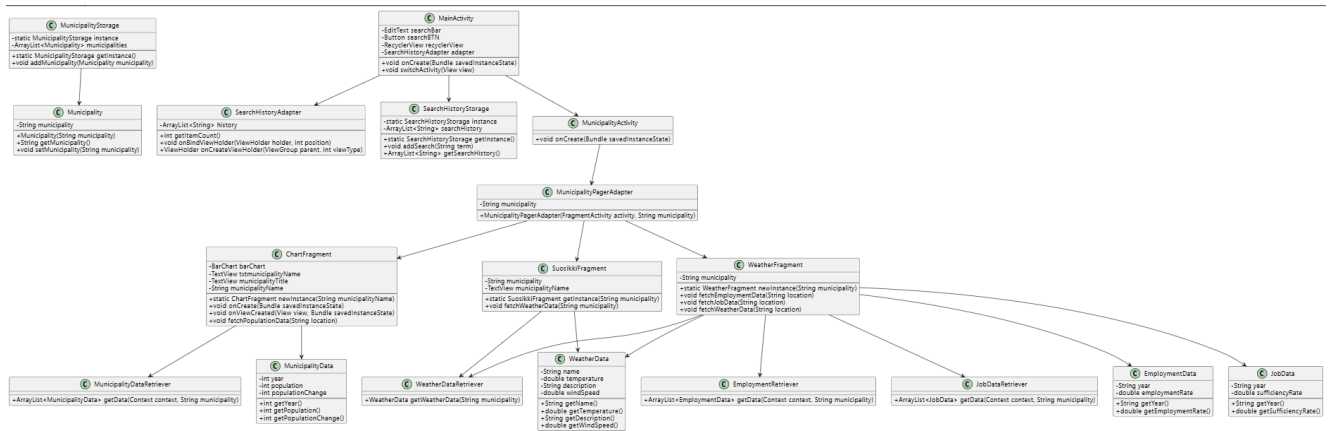 MunicipalityStorage
-static MunicipalityStorage instance
-ArrayList<Municipality> municipalities
+static MunicipalityStorage getInstance()
+void addMunicipality(Municipality municipality)
MainActivity
-EditText searchBar
-Button searchBTN
-RecyclerView recyclerView
-SearchHistoryAdapter adapter
+void onCreate(Bundle savedInstanceState)
+void switchActivity(View view)
Municipality
-String municipality
+Municipality(String municipality)
+String getMunicipality()
+void setMunicipality(String municipality)
SearchHistoryAdapter
-ArrayList<String> history
+int getItemCount()
+void onBindViewHolder(ViewHolder holder, int position)
+ViewHolder onCreateViewHolder(ViewGroup parent, int viewType)
SearchHistoryStorage
-static SearchHistoryStorage instance
-ArrayList<String> searchHistory
+static SearchHistoryStorage getInstance()
+void addSearch(String term)
+ArrayList<String> getSearchHistory()
MunicipalityActivity
+void onCreate(Bundle savedInstanceState)
MunicipalityPagerAdapter
-String municipality
+MunicipalityPagerAdapter(FragmentActivity activity, String municipality)
ChartFragment
-BarChart barChart
-TextView txtmunicipalityName
-TextView municipalityTitle
-String municipalityName
+static ChartFragment newInstance(String municipalityName)
+void onCreate(Bundle savedInstanceState)
+void onViewCreated(View view, Bundle savedInstanceState)
+void fetchPopulationData(String location)
SuosikkiFragment
-String municipality
-TextView municipalityName
+static SuosikkiFragment getInstance(String municipality)
+void fetchWeatherData(String municipality)
WeatherFragment
-String municipality
+static WeatherFragment newInstance(String municipality)
+void fetchEmploymentData(String location)
+void fetchJobData(String location)
+void fetchWeatherData(String location)
MunicipalityDataRetriever
+ArrayList<MunicipalityData> getData(Context context, String municipality)
MunicipalityData
-int year
-int population
-int populationChange
+int getYear()
+int getPopulation()
+int getPopulationChange()
WeatherDataRetriever
+WeatherData getWeatherData(String municipality)
WeatherData
-String name
-double temperature
-String description
-double windSpeed
+String getName()
+double getTemperature()
+String getDescription()
+double getWindSpeed()
EmploymentRetriever
+ArrayList<EmploymentData> getData(Context context, String municipality)
JobDataRetriever
+ArrayList<JobData> getData(Context context, String municipality)
EmploymentData
-String year
-double employmentRate
+String getYear()
+double getEmploymentRate()
JobData
-String year
-double sufficiencyRate
+String getYear()
+double getSufficiencyRate()